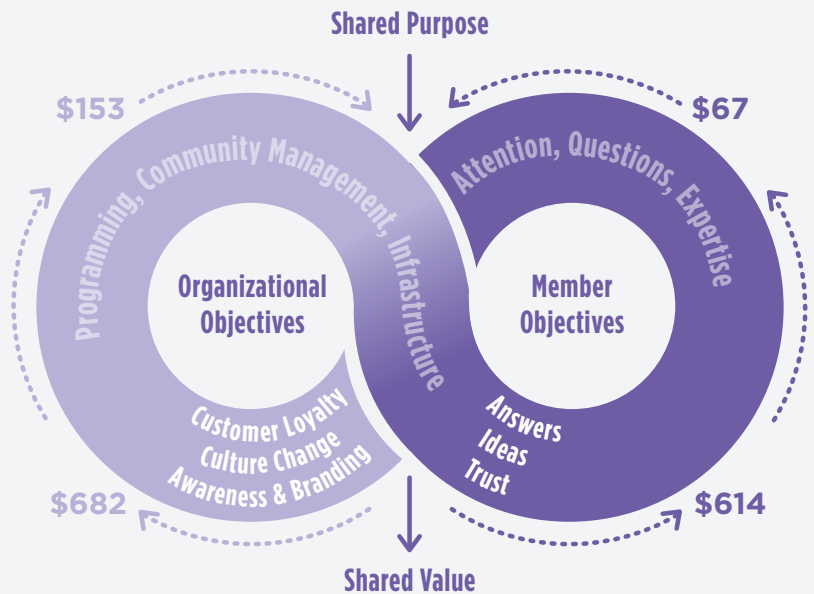 Shared Purpose
$153
$67
Programming, Community Management, Infrastructure
Attention, Questions, Expertise
Organizational
Objectives
Member
Objectives
Customer Loyalty
Culture Change
Awareness & Branding
Answers
Ideas
Trust
$682
$614
Shared Value